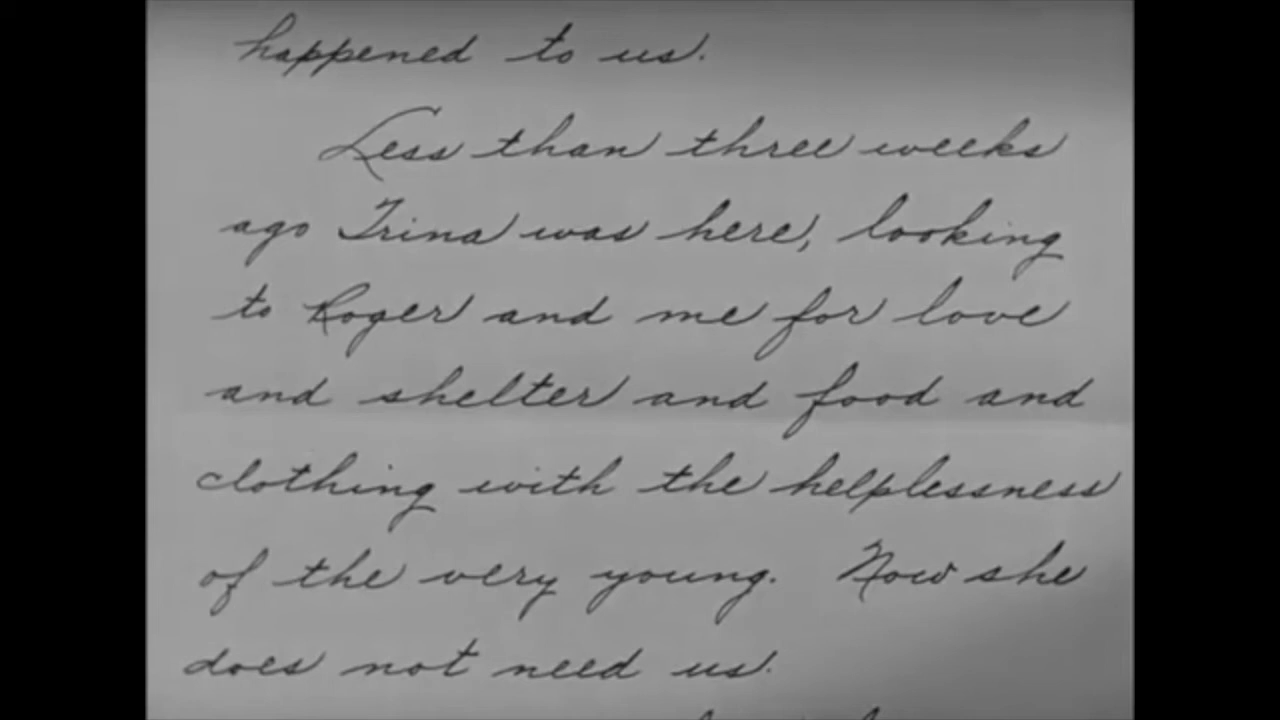 happened to us.
Less than three weeks
ago Trina was here, looking
to Roger and me for love
and shelter and food and
clothing with the helplessness
of the very young. Now she
does not need us.